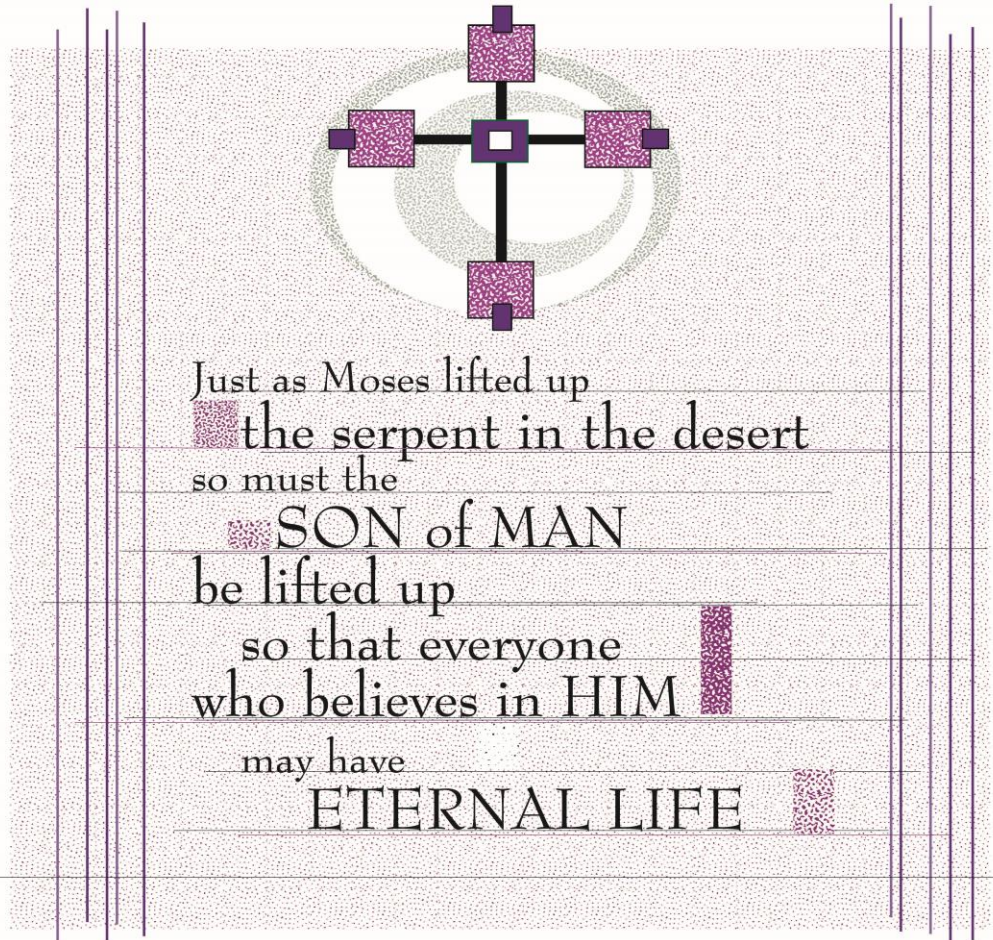 Just as Moses lifted up
the serpent in the desert
so must the
SON of MAN
be lifted up
so that everyone
who believes in HIM
may have
ETERNAL LIFE